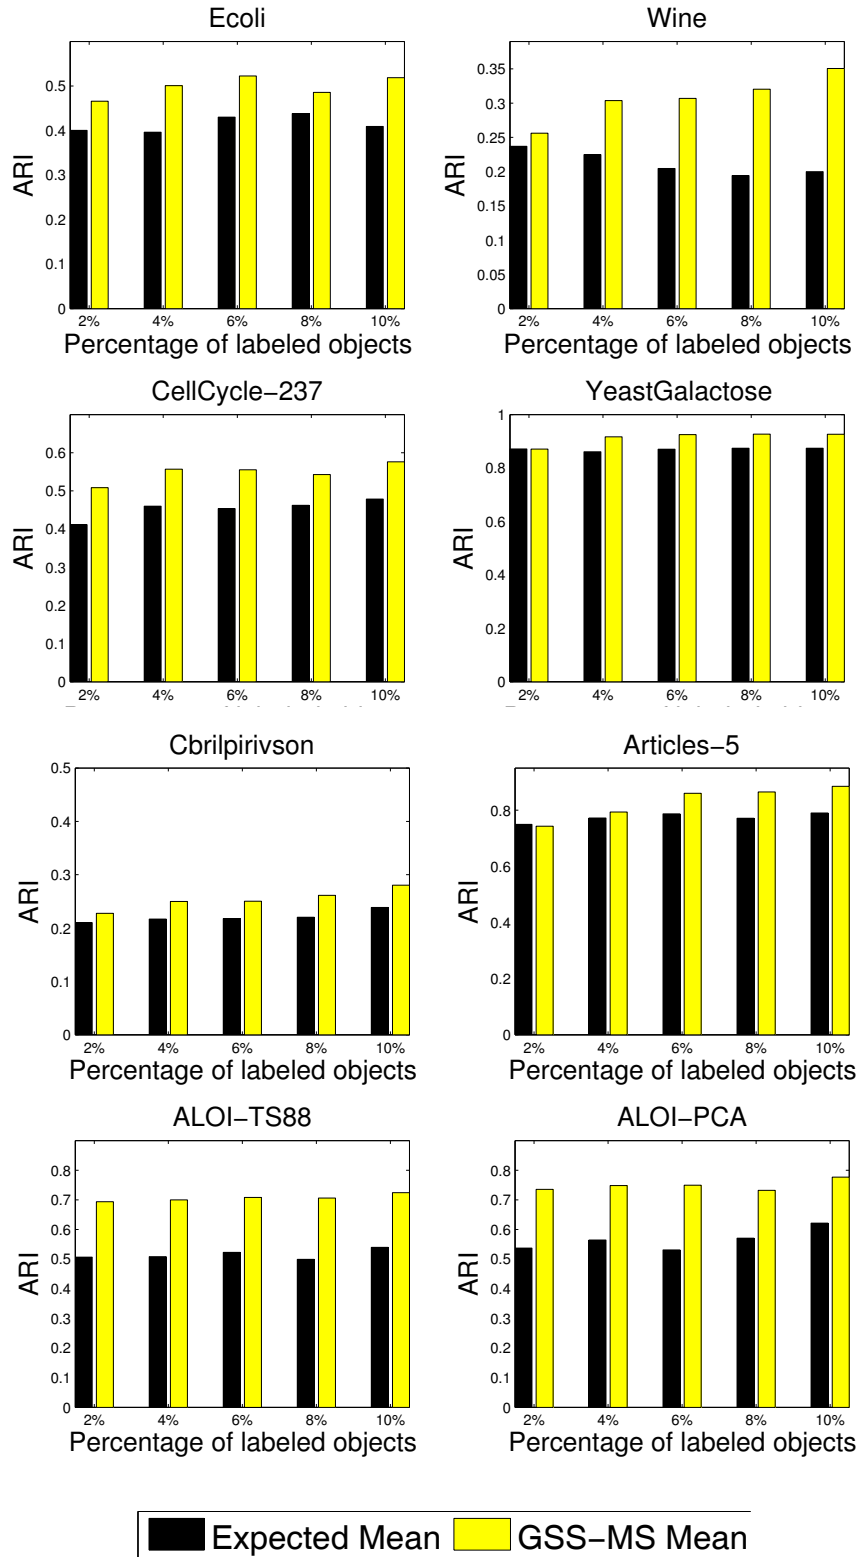 Ecoli
0.5
0.4
0.3
0.2
0.1
0
ARI
2% 4% 6% 8% 10%
Percentage of labeled objects
Wine
0.35
0.3
0.25
0.2
0.15
0.1
0.05
0
ARI
2% 4% 6% 8% 10%
Percentage of labeled objects
CellCycle−237
0.6
0.5
0.4
0.3
0.2
0.1
0
ARI
2% 4% 6% 8% 10%
YeastGalactose
1
0.8
0.6
0.4
0.2
0
ARI
2% 4% 6% 8% 10%
Cbrilpirivson
0.5
0.4
0.3
0.2
0.1
0
ARI
2% 4% 6% 8% 10%
Percentage of labeled objects
Articles−5
0.8
0.6
0.4
0.2
0
ARI
2% 4% 6% 8% 10%
Percentage of labeled objects
ALOI−TS88
0.8
0.7
0.6
0.5
0.4
0.3
0.2
0.1
0
ARI
2% 4% 6% 8% 10%
Percentage of labeled objects
ALOI−PCA
0.8
0.7
0.6
0.5
0.4
0.3
0.2
0.1
0
ARI
2% 4% 6% 8% 10%
Percentage of labeled objects
Expected Mean GSS−MS Mean